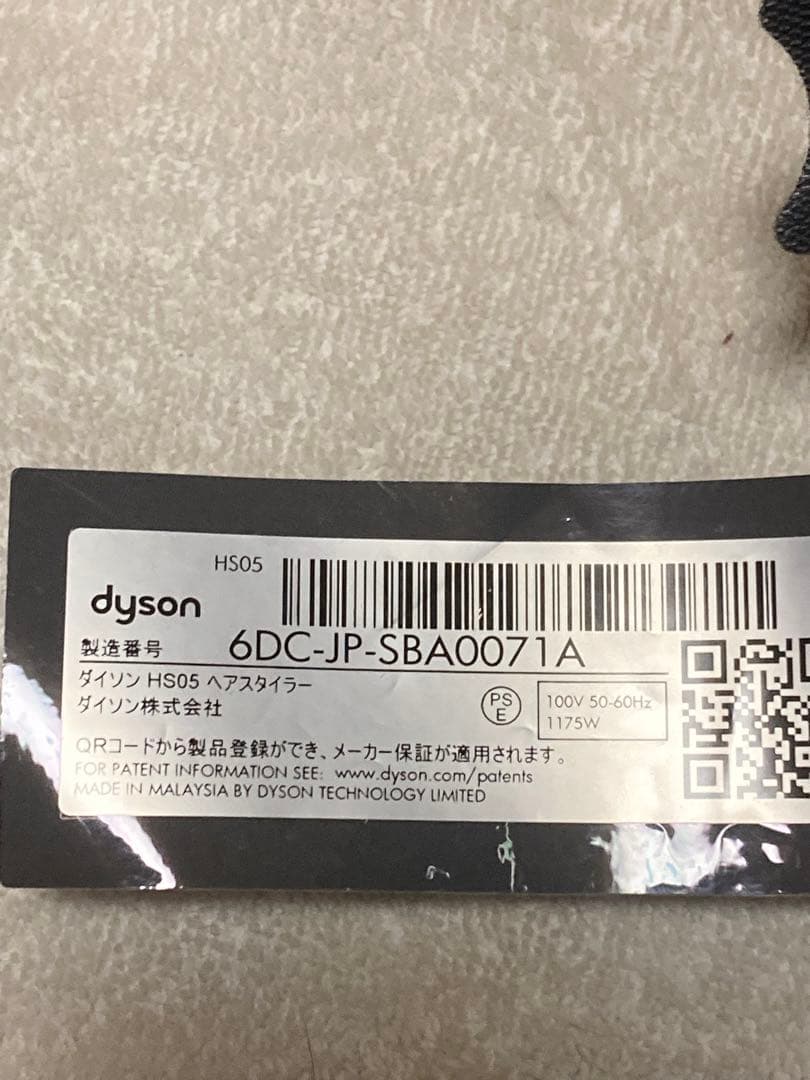 HS05
dyson
製造番号 6DC-JP-SBA0071A
ダイソン HS05 ヘアスタイラー
ダイソン株式会社
PS
E
100V 50-60Hz
1175W
QRコードから製品登録ができ、メーカー保証が適用されます。
FOR PATENT INFORMATION SEE: www.dyson.com/patents
MADE IN MALAYSIA BY DYSON TECHNOLOGY LIMITED